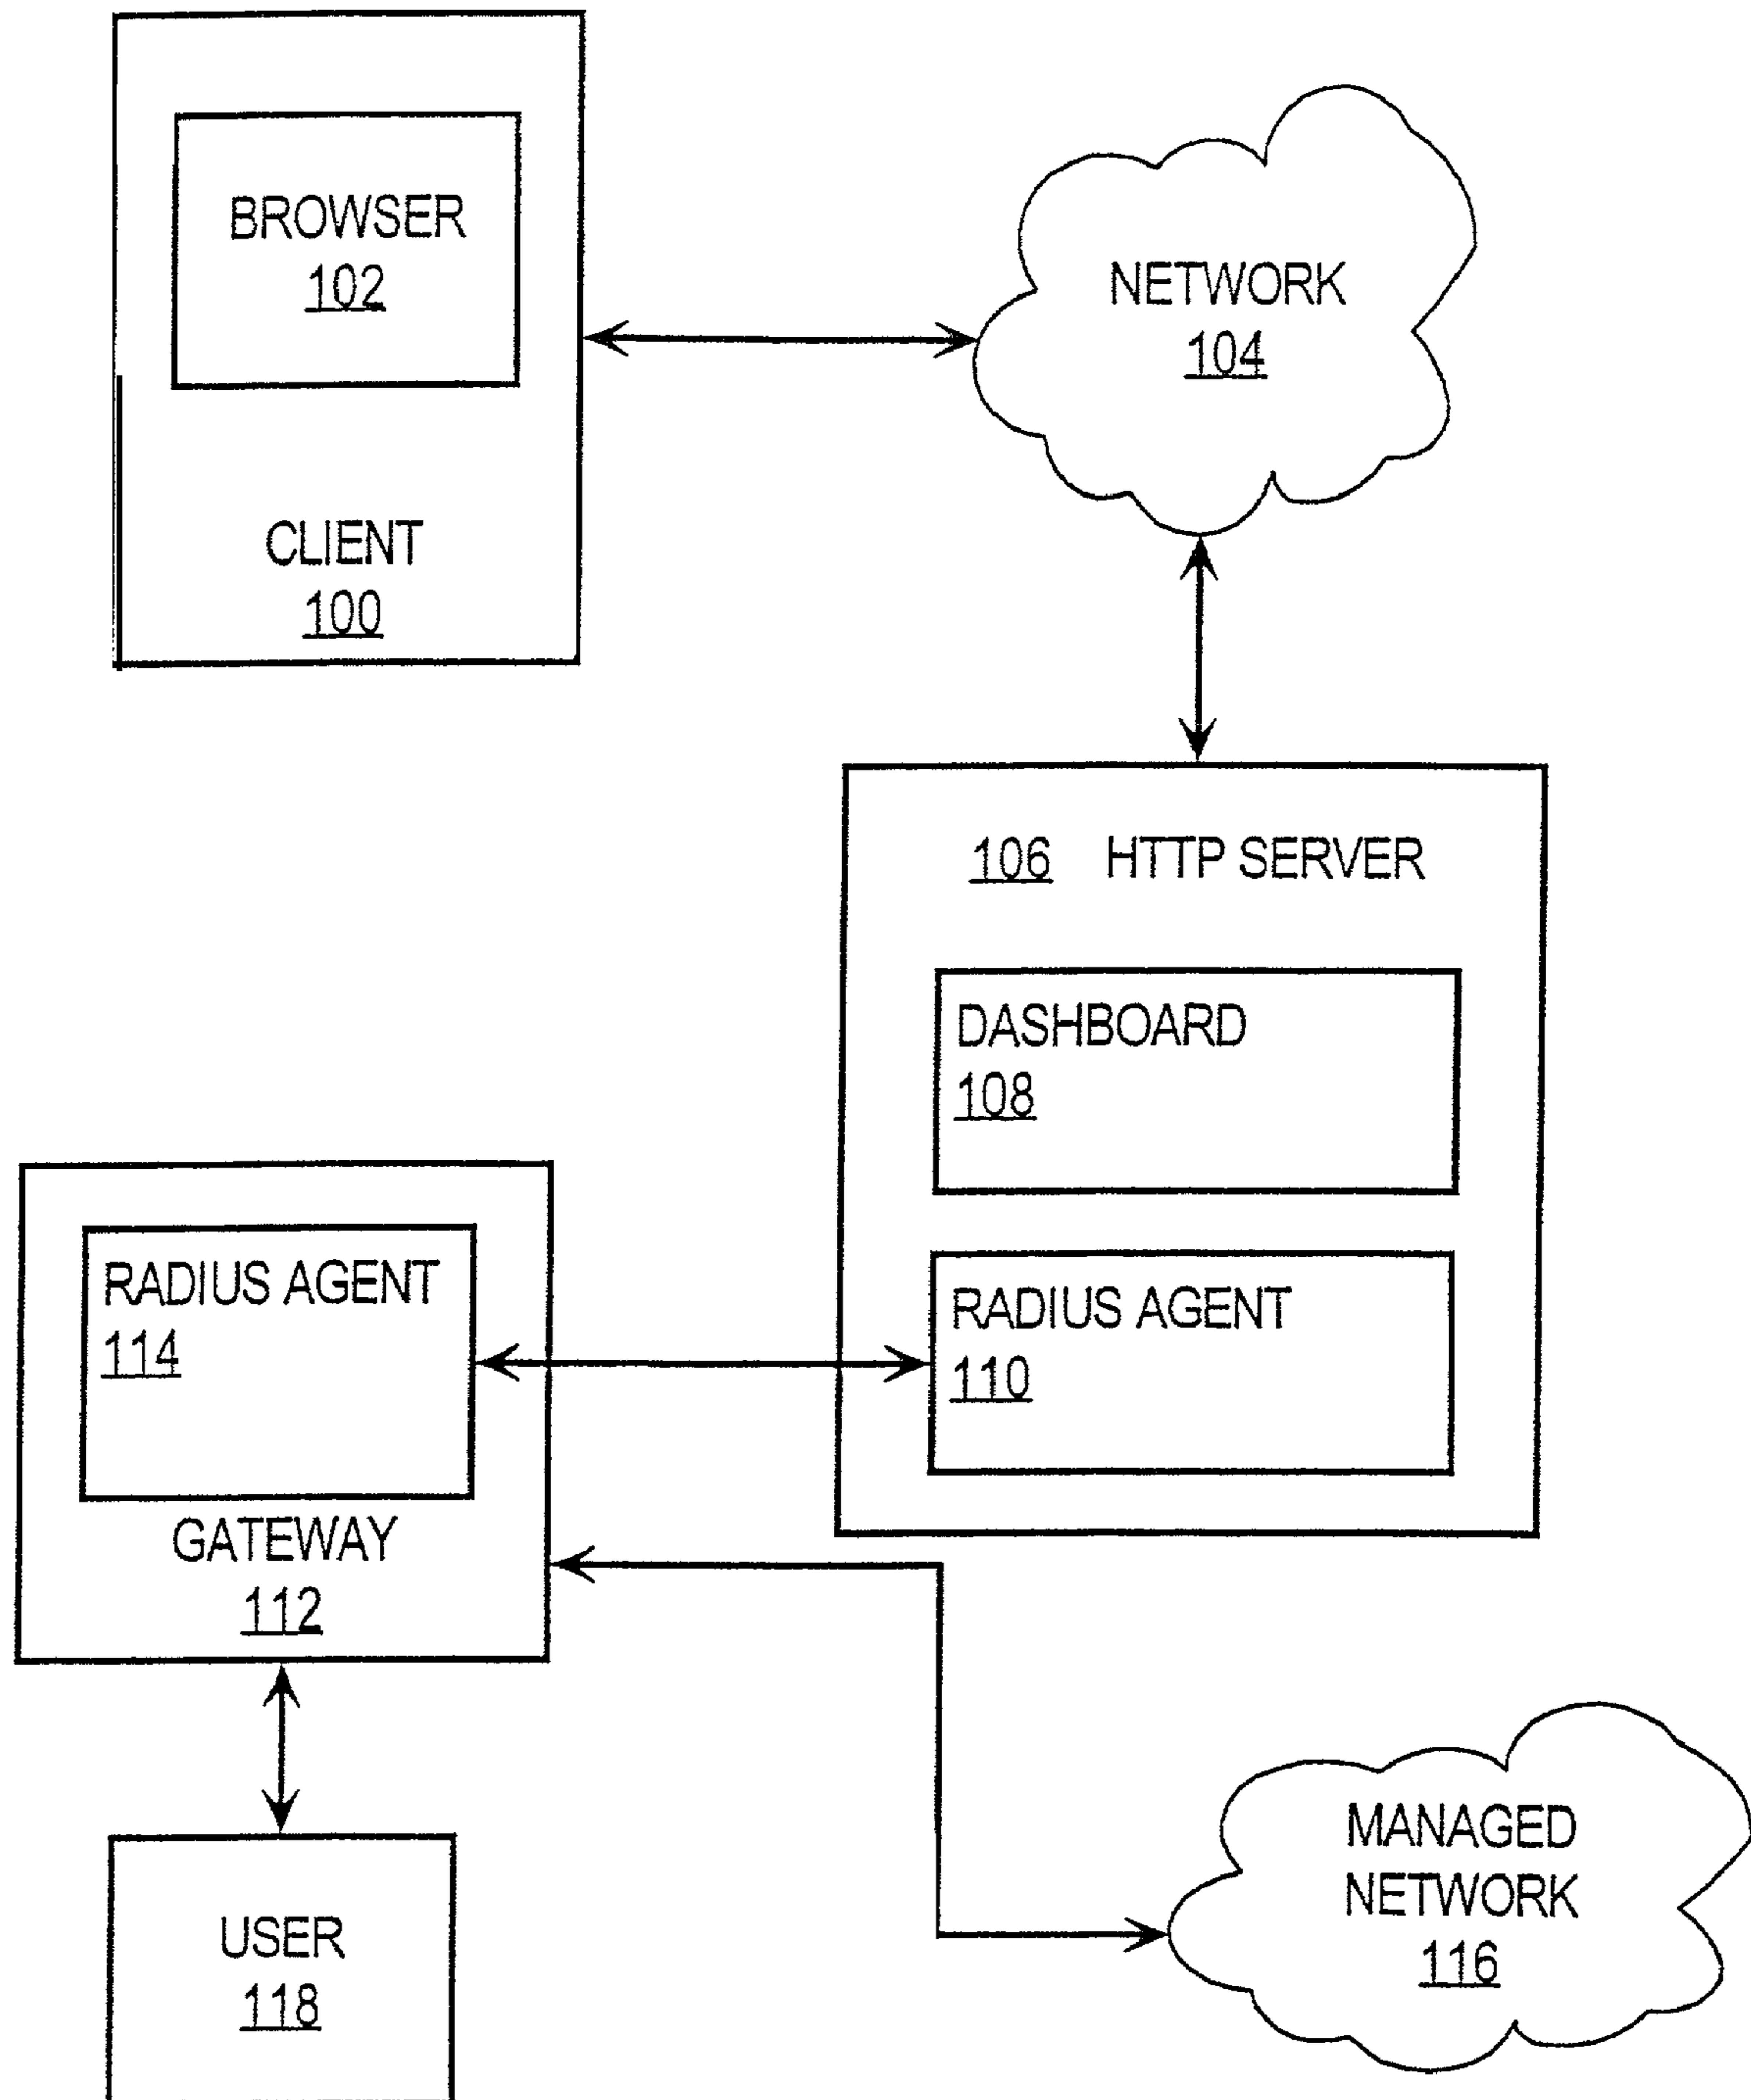 BROWSER
102
CLIENT
100
NETWORK
104
106 HTTP SERVER
DASHBOARD
108
RADIUS AGENT
110
RADIUS AGENT
114
GATEWAY
112
USER
118
MANAGED
NETWORK
116